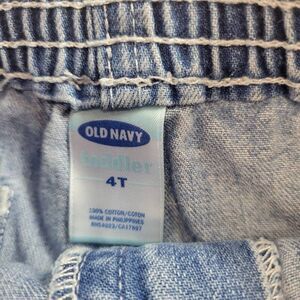 OLD NAVY
toddler
4T
100% COTTON/COTON
MADE IN PHILIPPINES